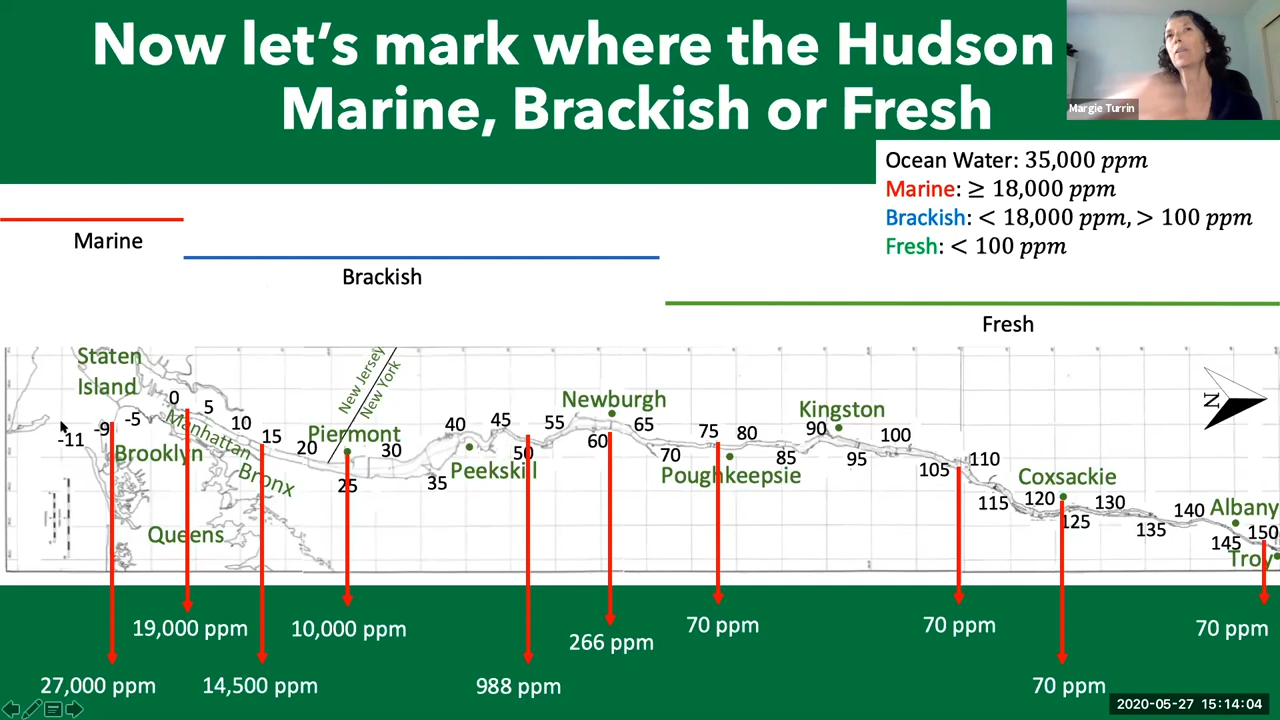 Now let's mark where the Hudson
Marine, Brackish or Fresh
Margie Turrin
Ocean Water: 35,000 ppm
Marine: ≥ 18,000 ppm
Brackish: < 18,000 ppm, > 100 ppm
Fresh: < 100 ppm
Marine
Brackish
Fresh
Staten
Island
New Jersey
New York
-11
-9
-5
0
5
10
15
20
25
30
35
40
45
50
55
60
65
70
75
80
85
90
95
100
105
110
115
120
125
130
135
140
145
150
Manhattan
Brooklyn
Bronx
Queens
Piermont
Peekskill
Newburgh
Poughkeepsie
Kingston
Coxsackie
Albany
Troy
N
19,000 ppm
10,000 ppm
266 ppm
70 ppm
70 ppm
70 ppm
27,000 ppm
14,500 ppm
988 ppm
70 ppm
2020-05-27 15:14:04